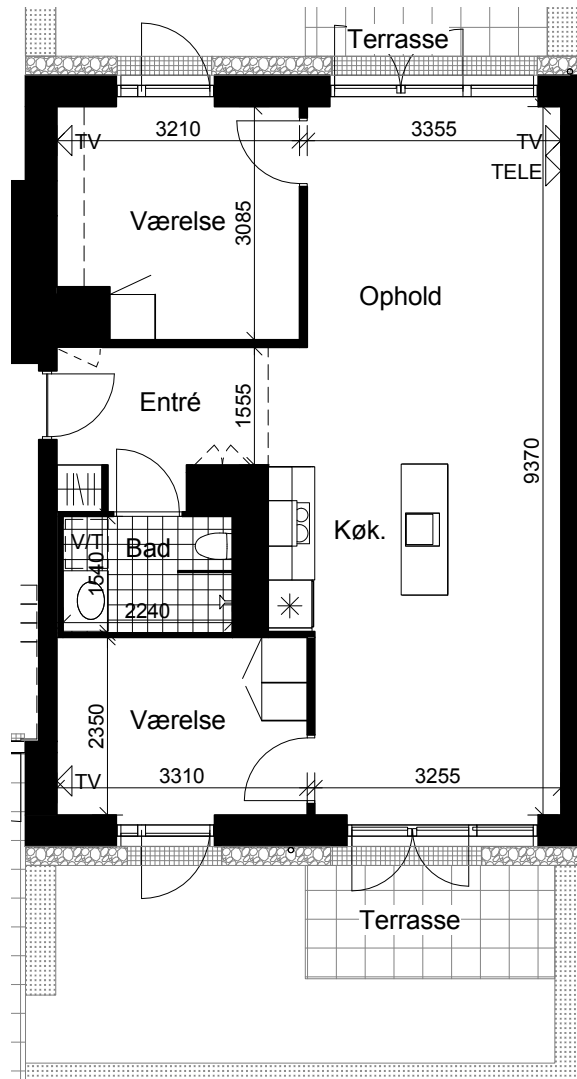 Terrasse
3210
3355
TV
TV
TELE
Værelse
3085
Ophold
Entré
1555
9370
Køk.
V/T
Bad
1540
2240
Værelse
2350
TV
3310
3255
Terrasse